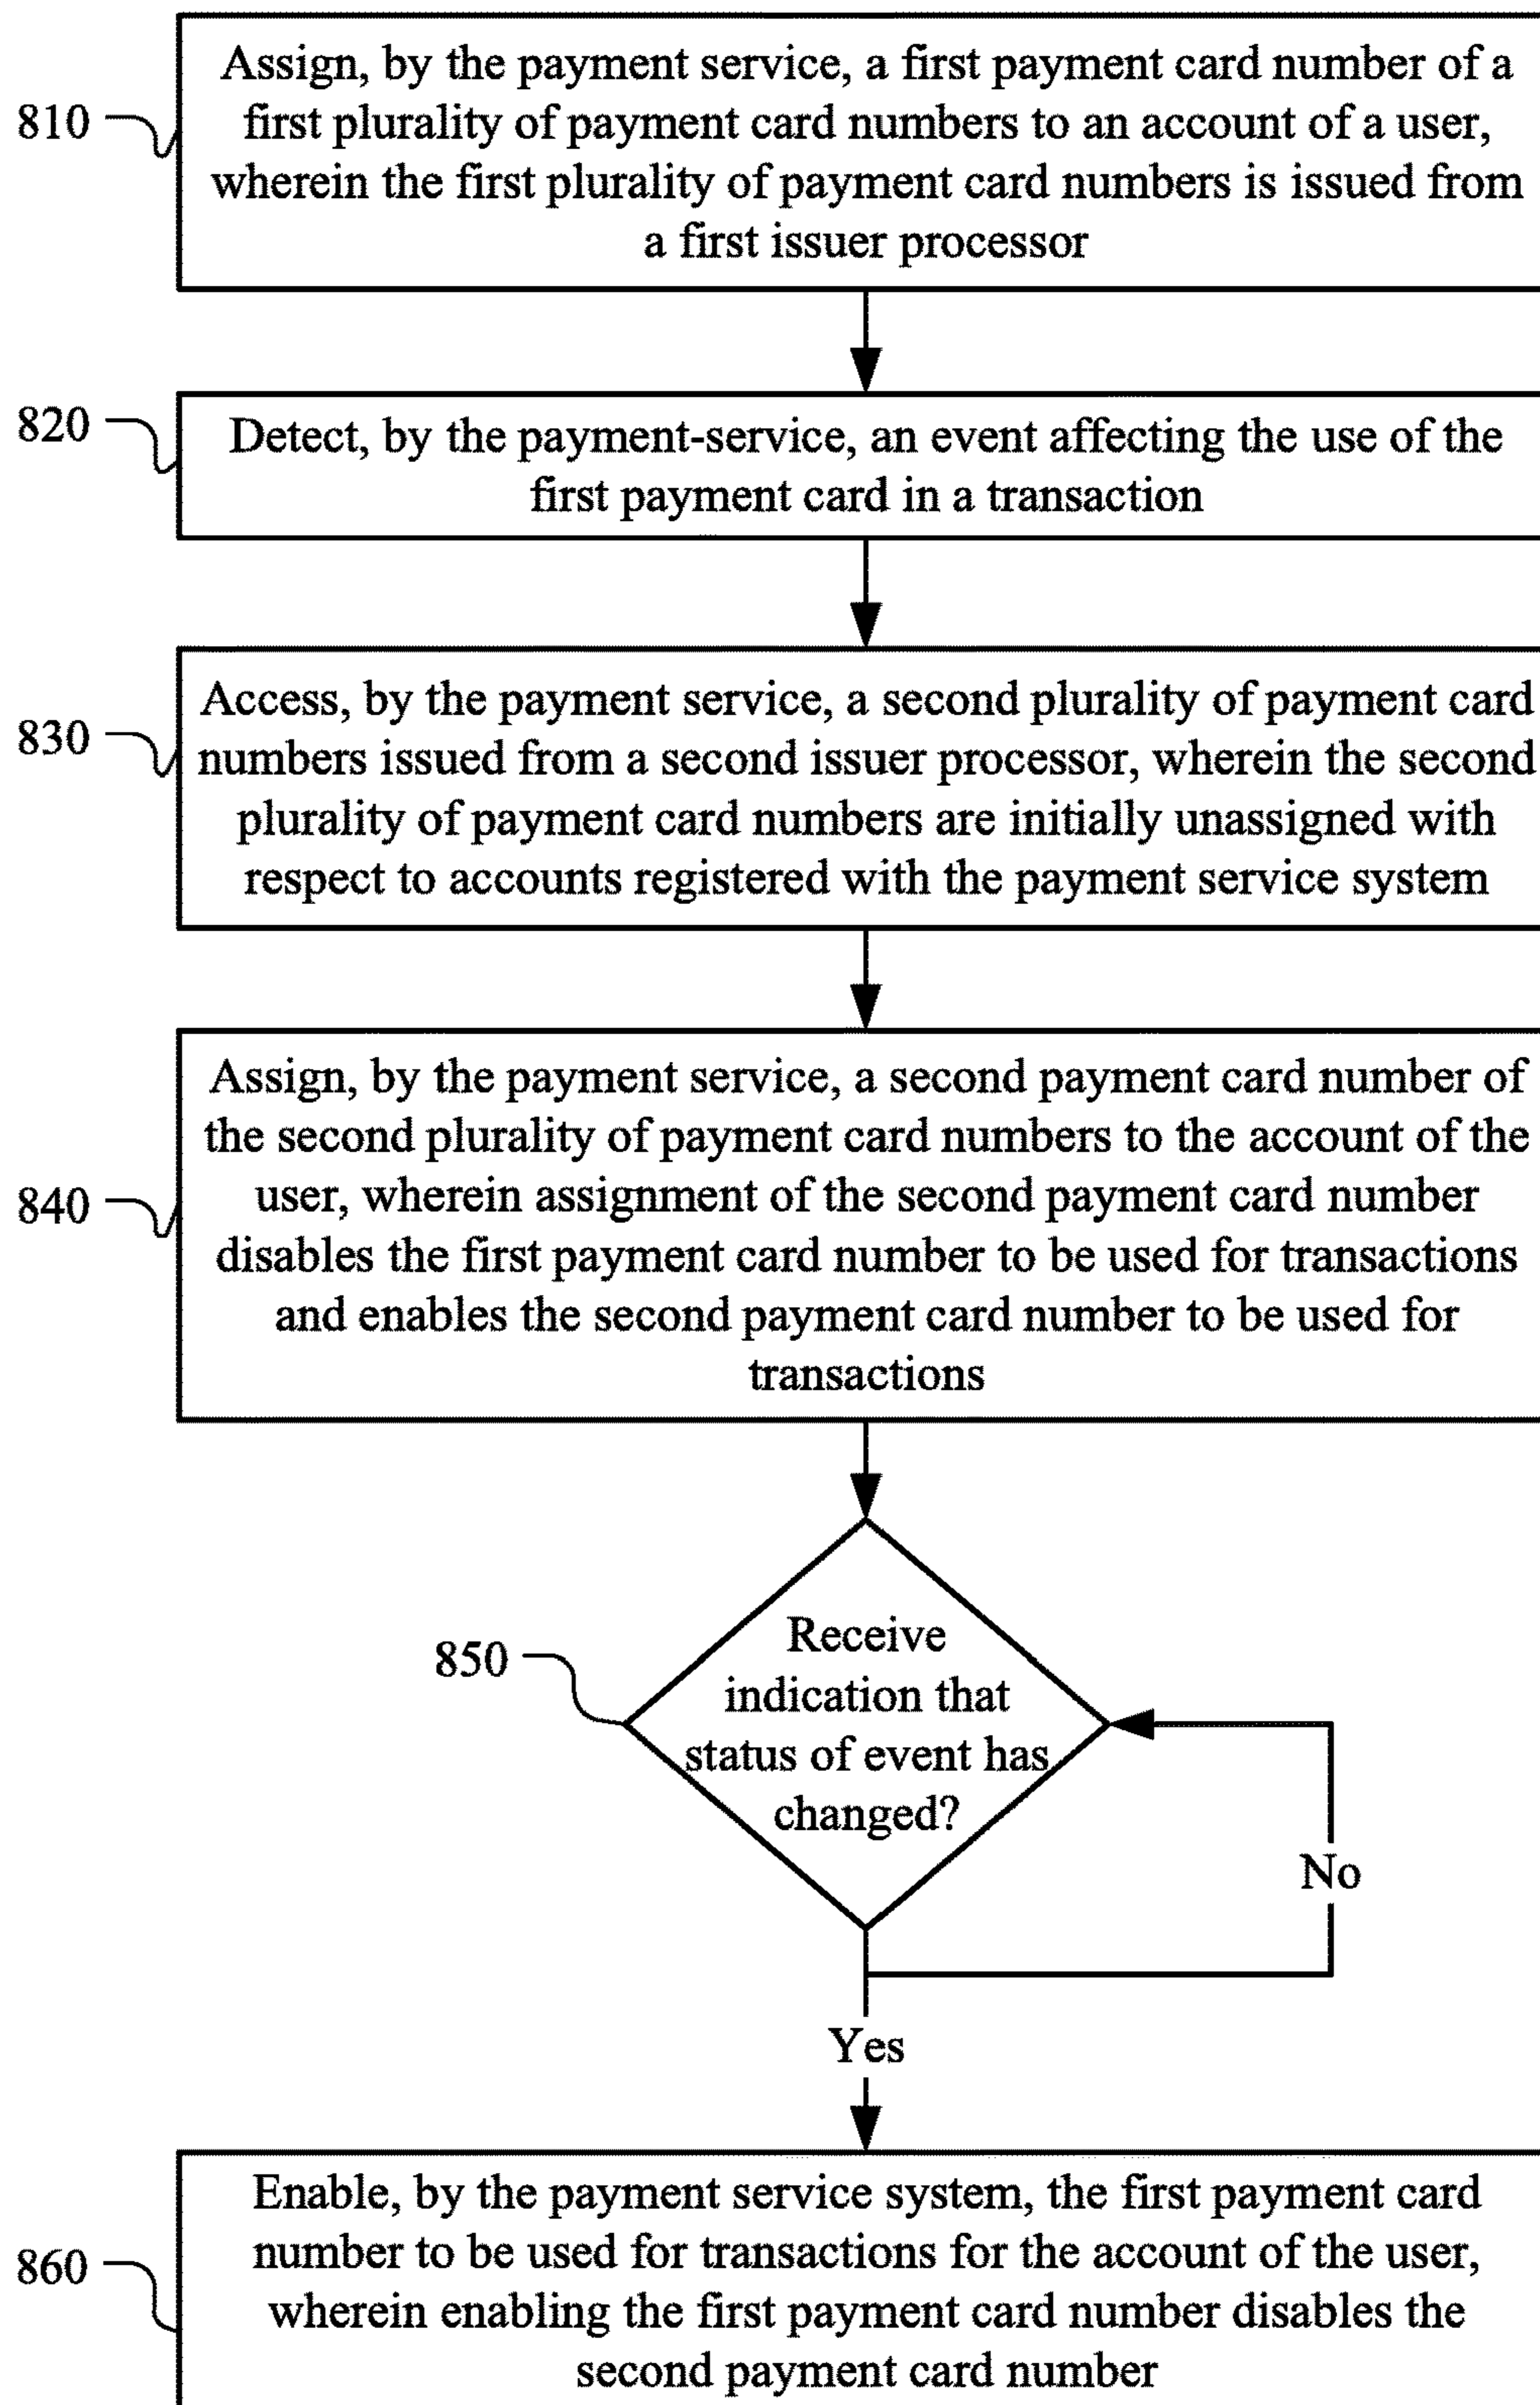 810
Assign, by the payment service, a first payment card number of a
first plurality of payment card numbers to an account of a user,
wherein the first plurality of payment card numbers is issued from
a first issuer processor
820
Detect, by the payment-service, an event affecting the use of the
first payment card in a transaction
830
Access, by the payment service, a second plurality of payment card
numbers issued from a second issuer processor, wherein the second
plurality of payment card numbers are initially unassigned with
respect to accounts registered with the payment service system
840
Assign, by the payment service, a second payment card number of
the second plurality of payment card numbers to the account of the
user, wherein assignment of the second payment card number
disables the first payment card number to be used for transactions
and enables the second payment card number to be used for
transactions
850
Receive
indication that
status of event has
changed?
No
Yes
860
Enable, by the payment service system, the first payment card
number to be used for transactions for the account of the user,
wherein enabling the first payment card number disables the
second payment card number